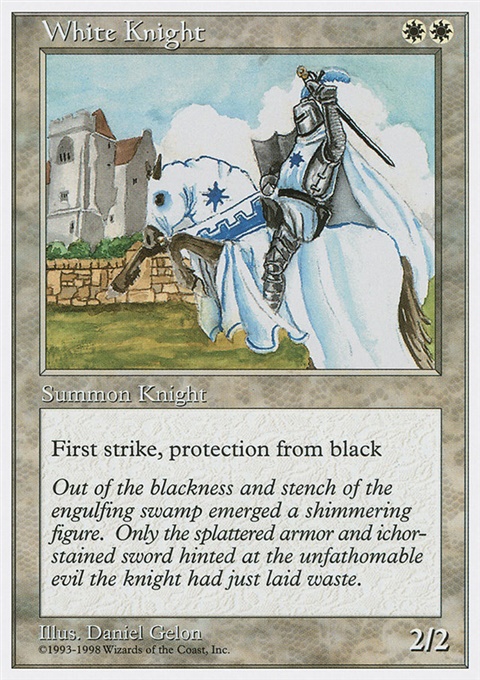 White Knight
Summon Knight
First strike, protection from black
Out of the blackness and stench of the
engulfing swamp emerged a shimmering
figure. Only the splattered armor and ichor-
stained sword hinted at the unfathomable
evil the knight had just laid waste.
Illus. Daniel Gelon
©1993-1998 Wizards of the Coast, Inc.
2/2